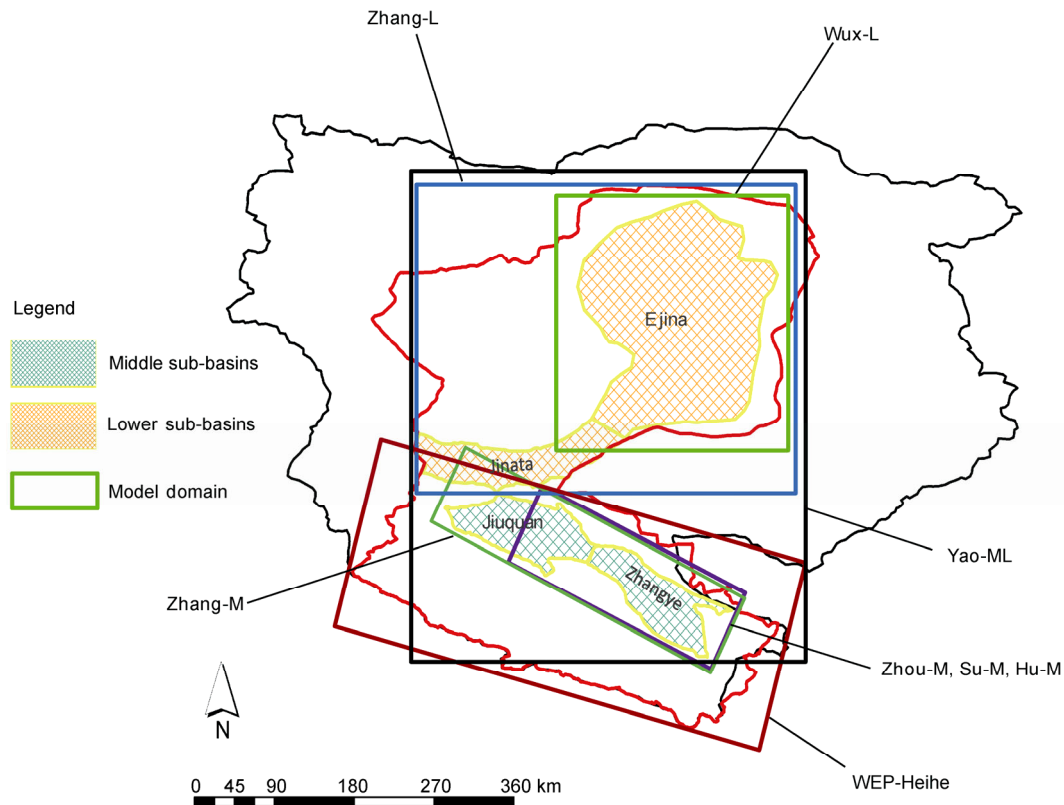 Zhang-L
Wux-L
Legend
Middle sub-basins
Lower sub-basins
Model domain
Ejina
Jinata
Jiuquan
Zhangye
Zhang-M
Yao-ML
Zhou-M, Su-M, Hu-M
WEP-Heihe
N
0 45 90 180 270 360 km